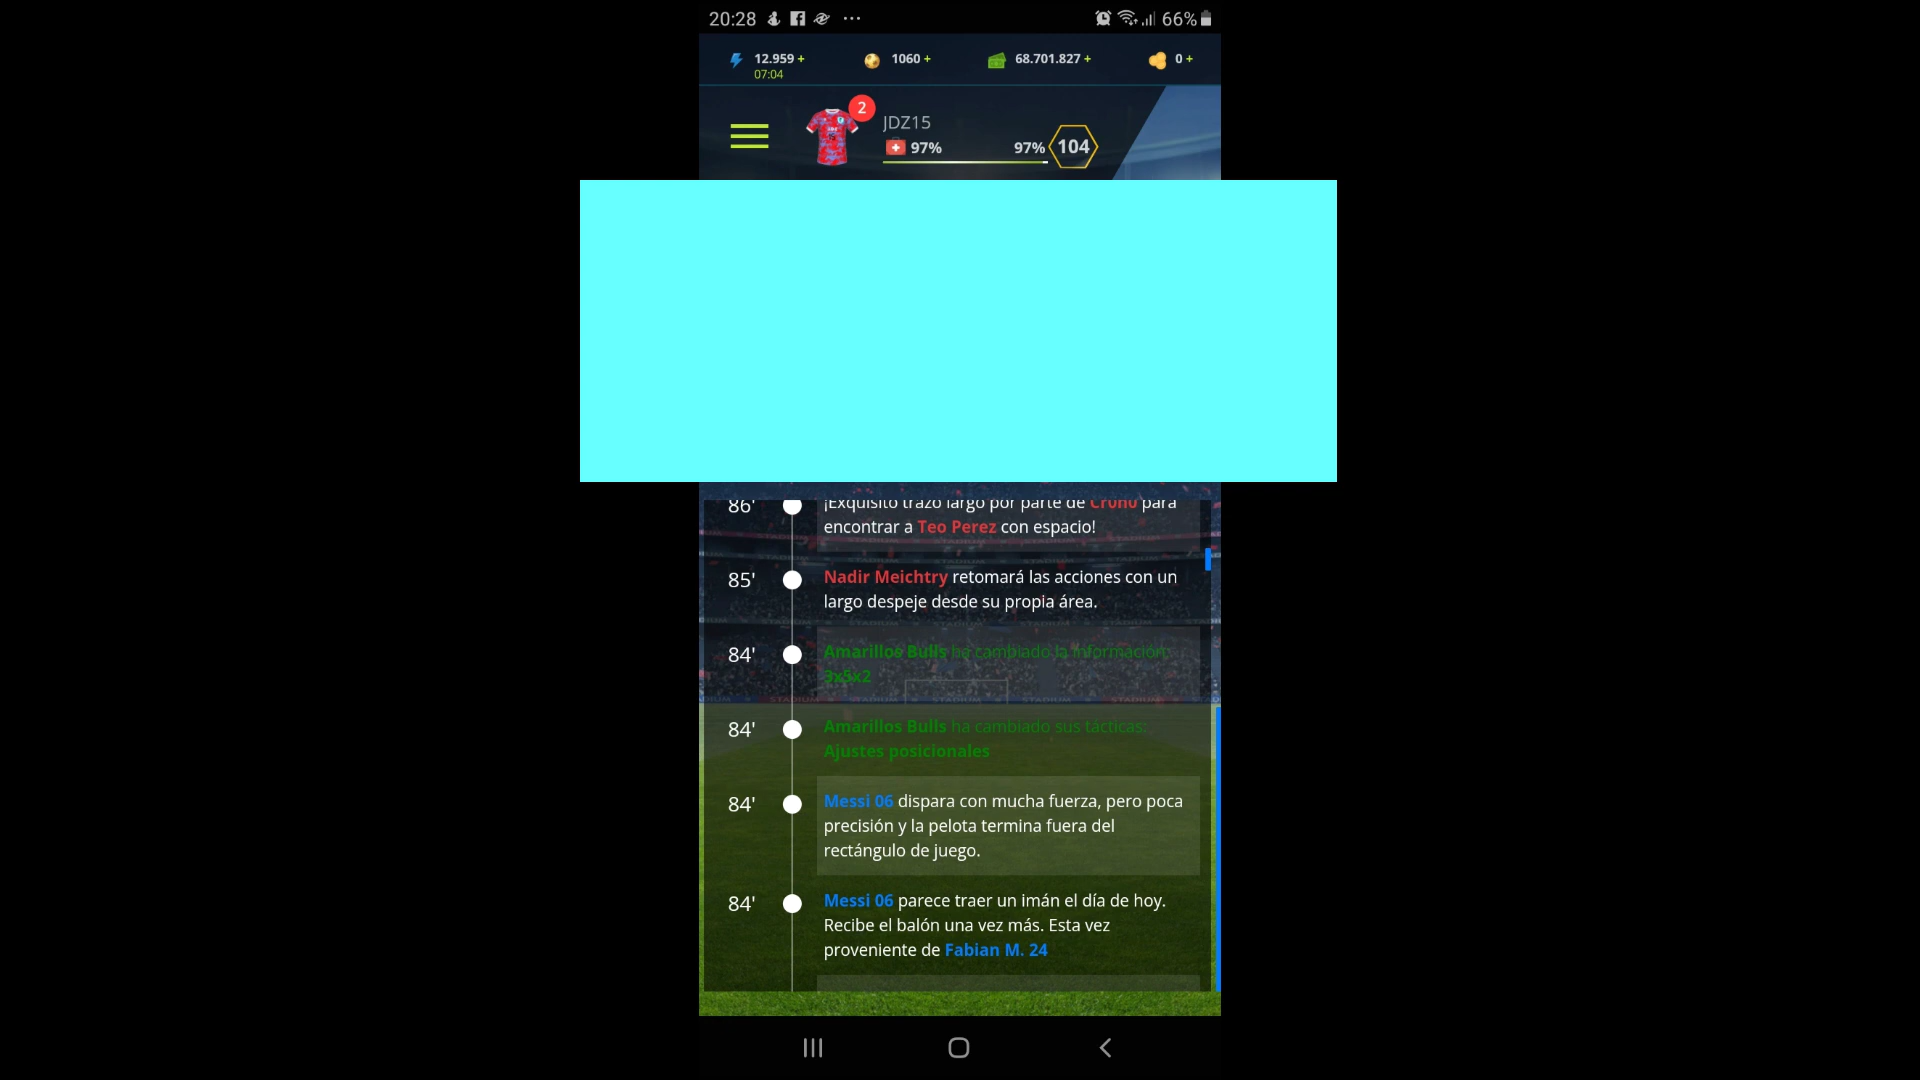 20:28 66%
12.959 + 1060 + 68.701.827 + 0 +
07:04
2
JDZ15
97% 97% 104
86' ¡Exquisito trazo largo por parte de Cr0n0 para
encontrar a Teo Perez con espacio!
85' Nadir Meichtry retomará las acciones con un
largo despeje desde su propia área.
84' Amarillos Bulls ha cambiado la información:
3x5x2
84' Amarillos Bulls ha cambiado sus tácticas:
Ajustes posicionales
84' Messi 06 dispara con mucha fuerza, pero poca
precisión y la pelota termina fuera del
rectángulo de juego.
84' Messi 06 parece traer un imán el día de hoy.
Recibe el balón una vez más. Esta vez
proveniente de Fabian M. 24